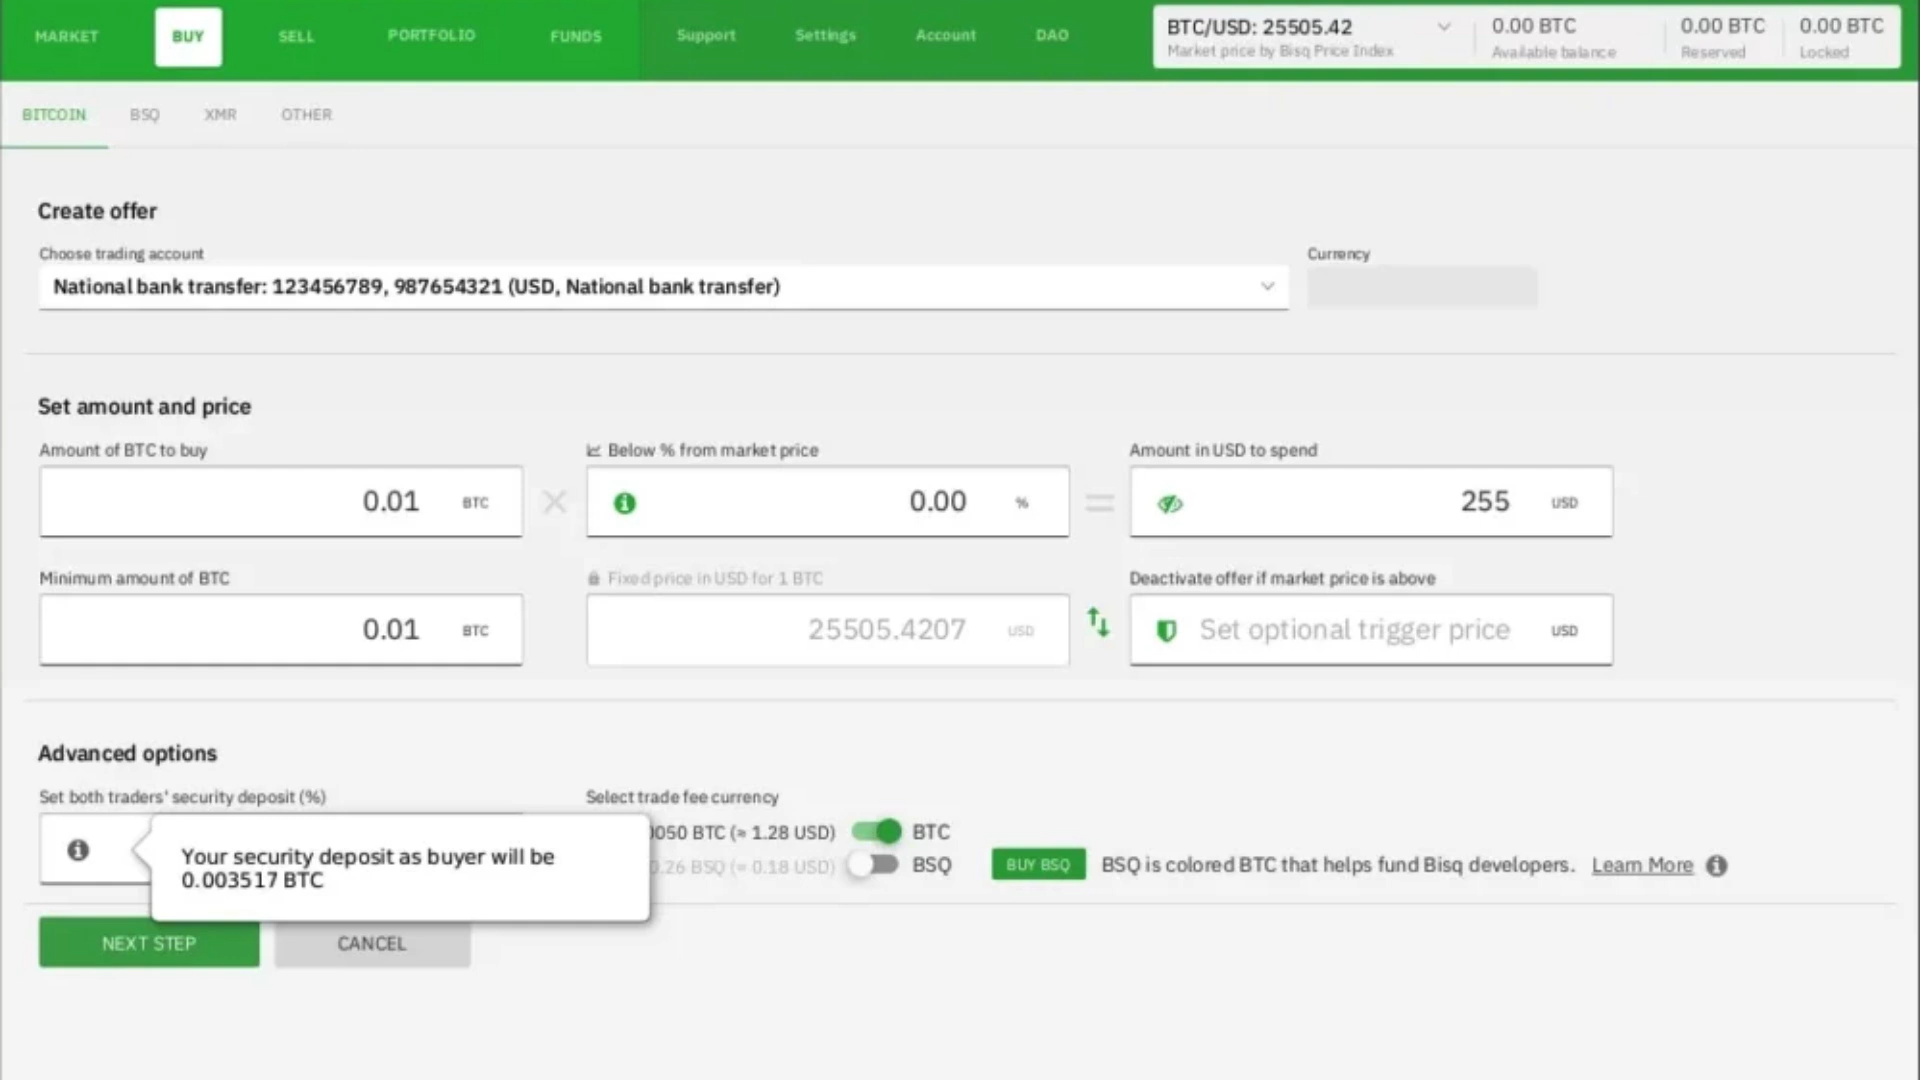 MARKET BUY SELL PORTFOLIO FUNDS Support Settings Account DAO BTC/USD: 25505.42 0.00 BTC 0.00 BTC 0.00 BTC
Market price by Bisq Price Index Available balance Reserved Locked
BITCOIN BSQ XMR OTHER
Create offer
Choose trading account Currency
National bank transfer: 123456789, 987654321 (USD, National bank transfer)
Set amount and price
Amount of BTC to buy Below % from market price Amount in USD to spend
0.01 BTC 0.00 % = 255 USD
Minimum amount of BTC Fixed price in USD for 1 BTC Deactivate offer if market price is above
0.01 BTC 25505.4207 USD Set optional trigger price USD
Advanced options
Set both traders' security deposit (%) Select trade fee currency
050 BTC (≈ 1.28 USD) BTC
Your security deposit as buyer will be
0.003517 BTC
.26 BSQ (≈ 0.18 USD) BSQ BUY BSQ BSQ is colored BTC that helps fund Bisq developers. Learn More
NEXT STEP CANCEL